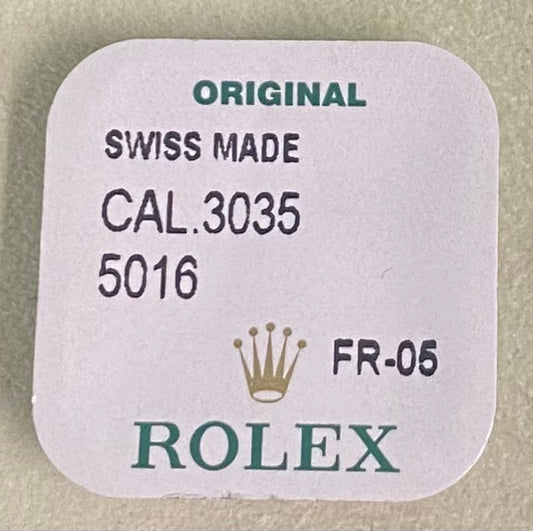 ORIGINAL
SWISS MADE
CAL.3035
5016
FR-05
ROLEX